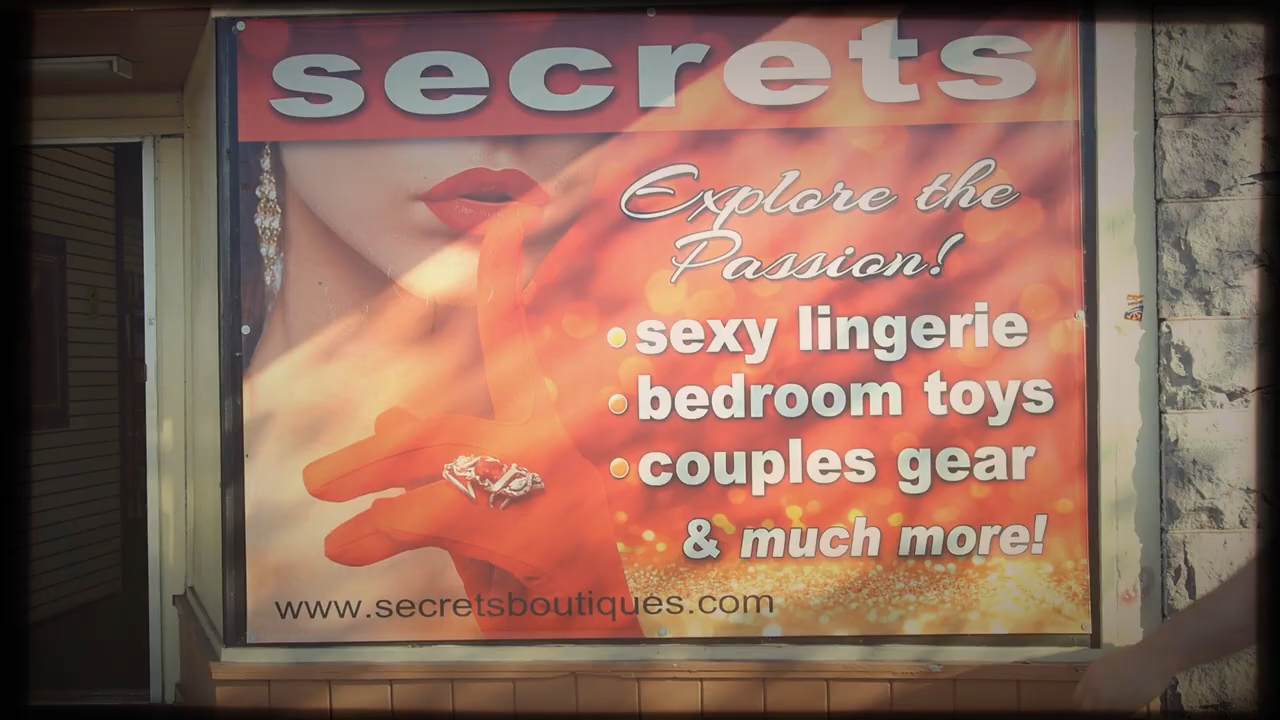 secrets
Explore the
Passion!
sexy lingerie
bedroom toys
couples gear
& much more!
www.secretsboutiques.com